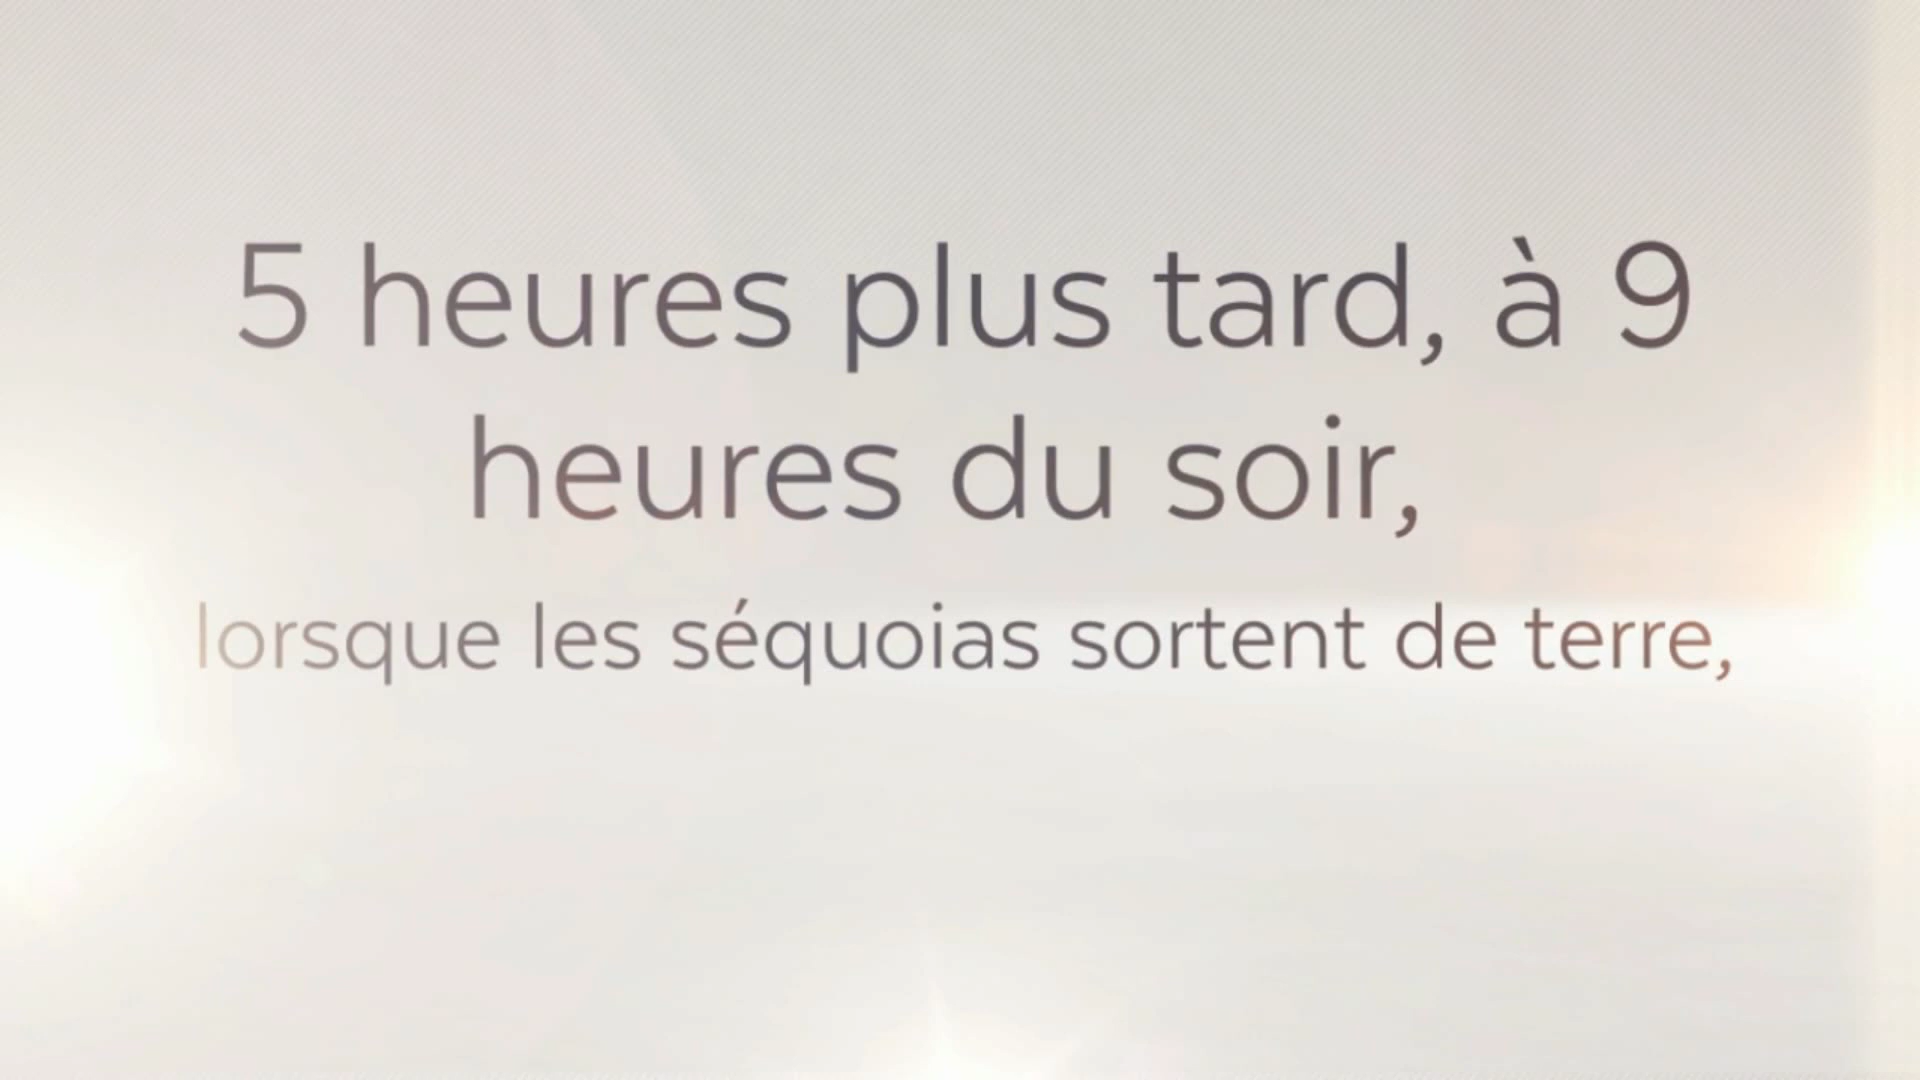 5 heures plus tard, à 9
heures du soir,
lorsque les séquoias sortent de terre,